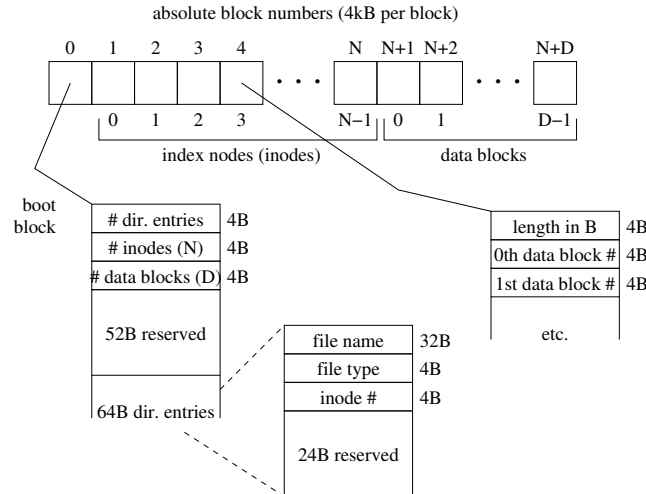 absolute block numbers (4kB per block)
0 1 2 3 4 N N+1 N+2 N+D
· · · · · ·
0 1 2 3 N−1 0 1 D−1
index nodes (inodes) data blocks
boot
block
# dir. entries 4B
# inodes (N) 4B
# data blocks (D) 4B
52B reserved
64B dir. entries
file name 32B
file type 4B
inode # 4B
24B reserved
length in B 4B
0th data block # 4B
1st data block # 4B
etc.